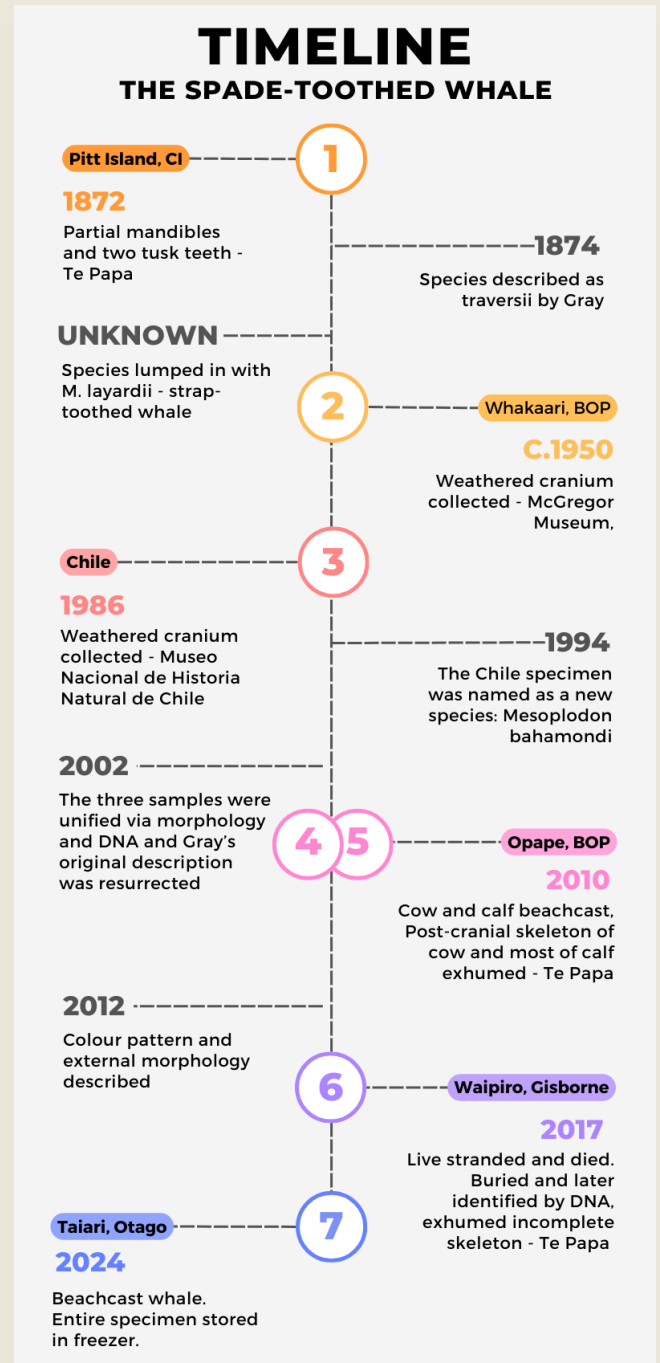 TIMELINE
THE SPADE-TOOTHED WHALE
Pitt Island, CI
1
1872
Partial mandibles
and two tusk teeth -
Te Papa
1874
Species described as
traversii by Gray
UNKNOWN
Species lumped in with
M. layardii - strap-
toothed whale
2
Whakaari, BOP
C.1950
Weathered cranium
collected - McGregor
Museum,
Chile
3
1986
Weathered cranium
collected - Museo
Nacional de Historia
Natural de Chile
1994
The Chile specimen
was named as a new
species: Mesoplodon
bahamondi
2002
The three samples were
unified via morphology
and DNA and Gray's
original description
was resurrected
4 5
Opape, BOP
2010
Cow and calf beachcast,
Post-cranial skeleton of
cow and most of calf
exhumed - Te Papa
2012
Colour pattern and
external morphology
described
6
Waipiro, Gisborne
2017
Live stranded and died.
Buried and later
identified by DNA,
exhumed incomplete
skeleton - Te Papa
Taiari, Otago
7
2024
Beachcast whale.
Entire specimen stored
in freezer.